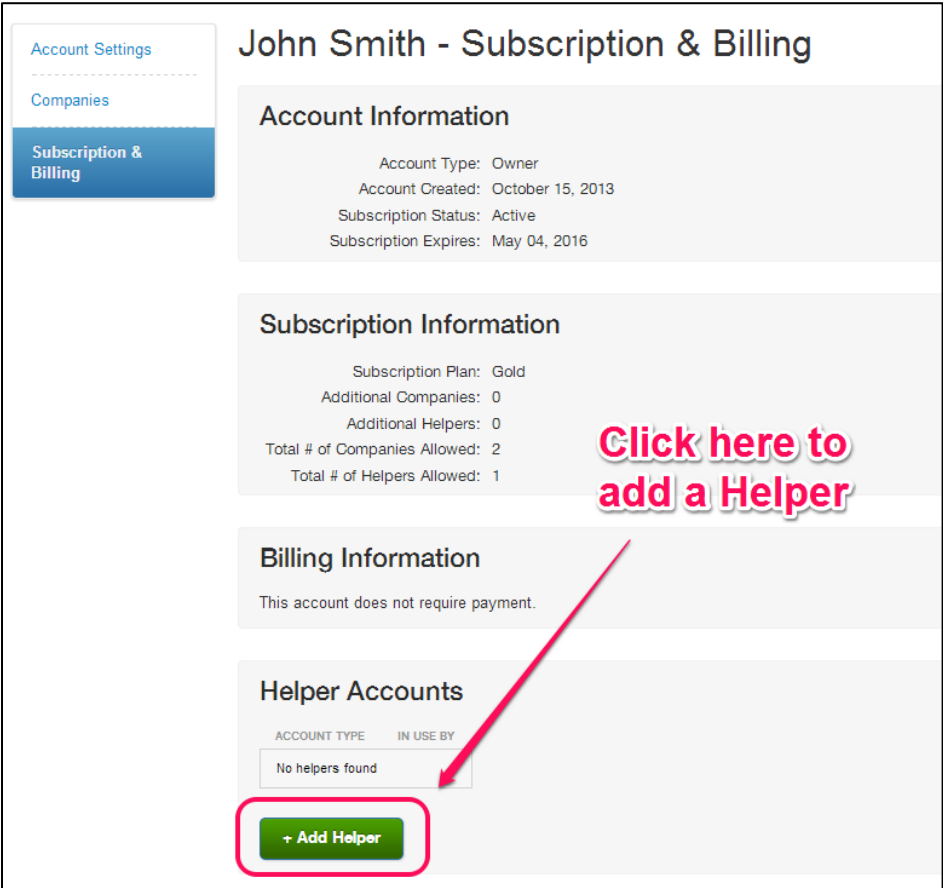 Account Settings
Companies
Subscription &
Billing
John Smith - Subscription & Billing
Account Information
Account Type: Owner
Account Created: October 15, 2013
Subscription Status: Active
Subscription Expires: May 04, 2016
Subscription Information
Subscription Plan: Gold
Additional Companies: 0
Additional Helpers: 0
Total # of Companies Allowed: 2
Total # of Helpers Allowed: 1
Click here to
add a Helper
Billing Information
This account does not require payment.
Helper Accounts
ACCOUNT TYPE IN USE BY
No helpers found
+ Add Helper